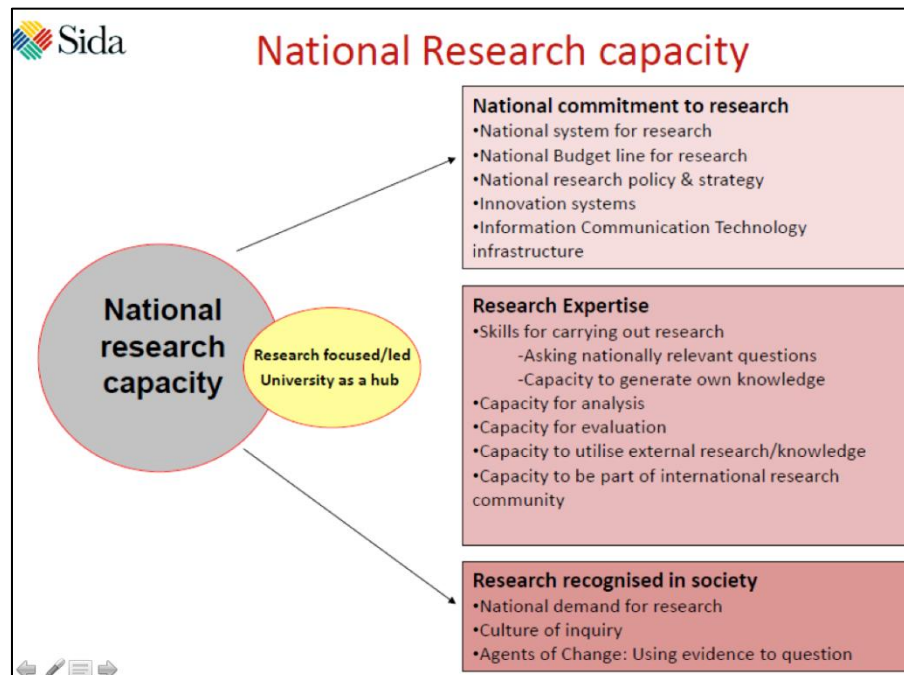 Sida
National Research capacity
National commitment to research
•National system for research
•National Budget line for research
•National research policy & strategy
•Innovation systems
•Information Communication Technology
infrastructure
National
research
capacity
Research focused/led
University as a hub
Research Expertise
•Skills for carrying out research
-Asking nationally relevant questions
-Capacity to generate own knowledge
•Capacity for analysis
•Capacity for evaluation
•Capacity to utilise external research/knowledge
•Capacity to be part of international research
community
Research recognised in society
•National demand for research
•Culture of inquiry
•Agents of Change: Using evidence to question